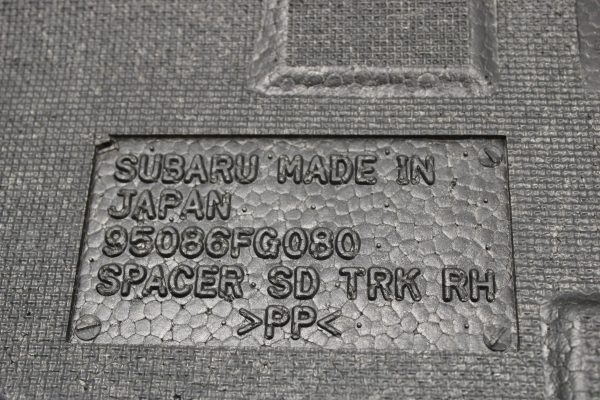 SUBARU MADE IN
JAPAN
95086FG080
SPACER SD TRK RH
>PP<